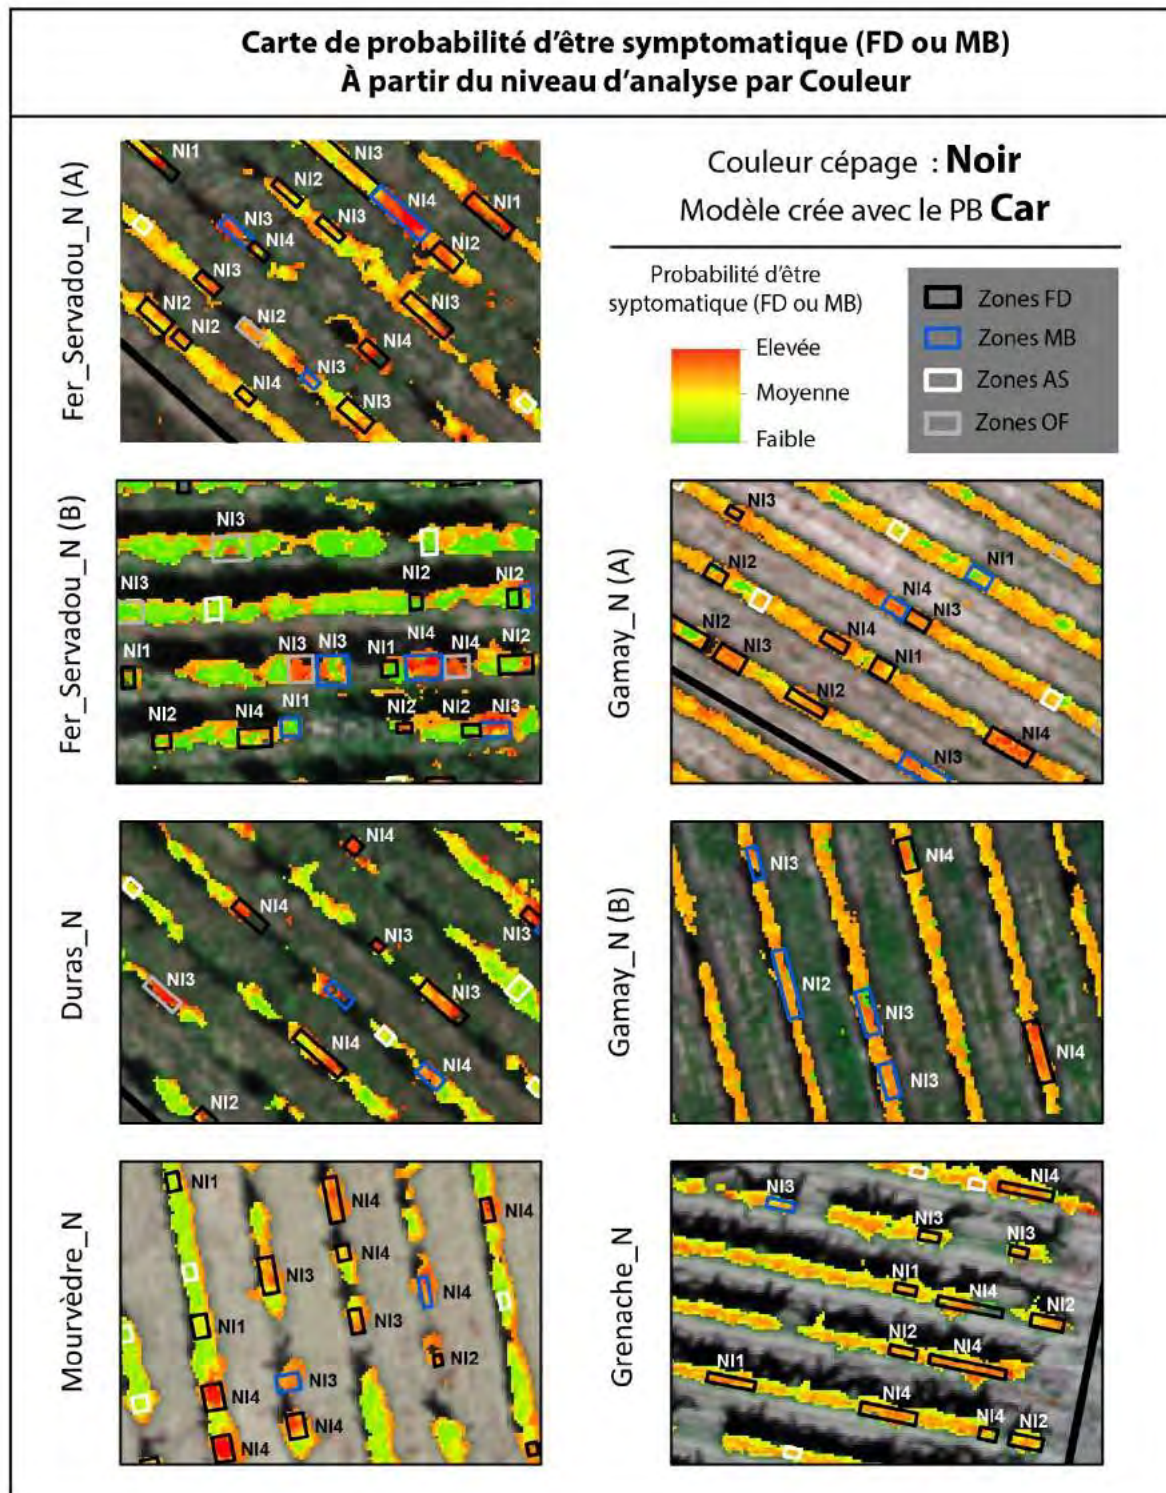 Carte de probabilité d'être symptomatique (FD ou MB)
À partir du niveau d'analyse par Couleur
Couleur cépage : Noir
Modèle crée avec le PB Car
Probabilité d'être
syptomatique (FD ou MB)
Elevée
Moyenne
Faible
Zones FD
Zones MB
Zones AS
Zones OF
Fer_Servadou_N (A)
NI1
NI3
NI2
NI4
NI1
NI3
NI3
NI4
NI2
NI3
NI3
NI2
NI2
NI2
NI4
NI3
NI4
NI3
Fer_Servadou_N (B)
NI3
NI3
NI2
NI2
NI1
NI3
NI3
NI1
NI4
NI4
NI2
NI2
NI4
NI1
NI2
NI2
NI3
Gamay_N (A)
NI3
NI2
NI1
NI4
NI3
NI2
NI3
NI4
NI1
NI2
NI4
NI3
Duras_N
NI4
NI4
NI3
NI3
NI3
NI3
NI4
NI4
NI2
Gamay_N (B)
NI3
NI4
NI2
NI3
NI4
NI3
Mourvèdre_N
NI1
NI4
NI4
NI4
NI3
NI4
NI1
NI3
NI2
NI4
NI3
NI4
NI4
Grenache_N
NI3
NI4
NI3
NI3
NI1
NI4
NI2
NI2
NI4
NI1
NI4
NI4
NI2